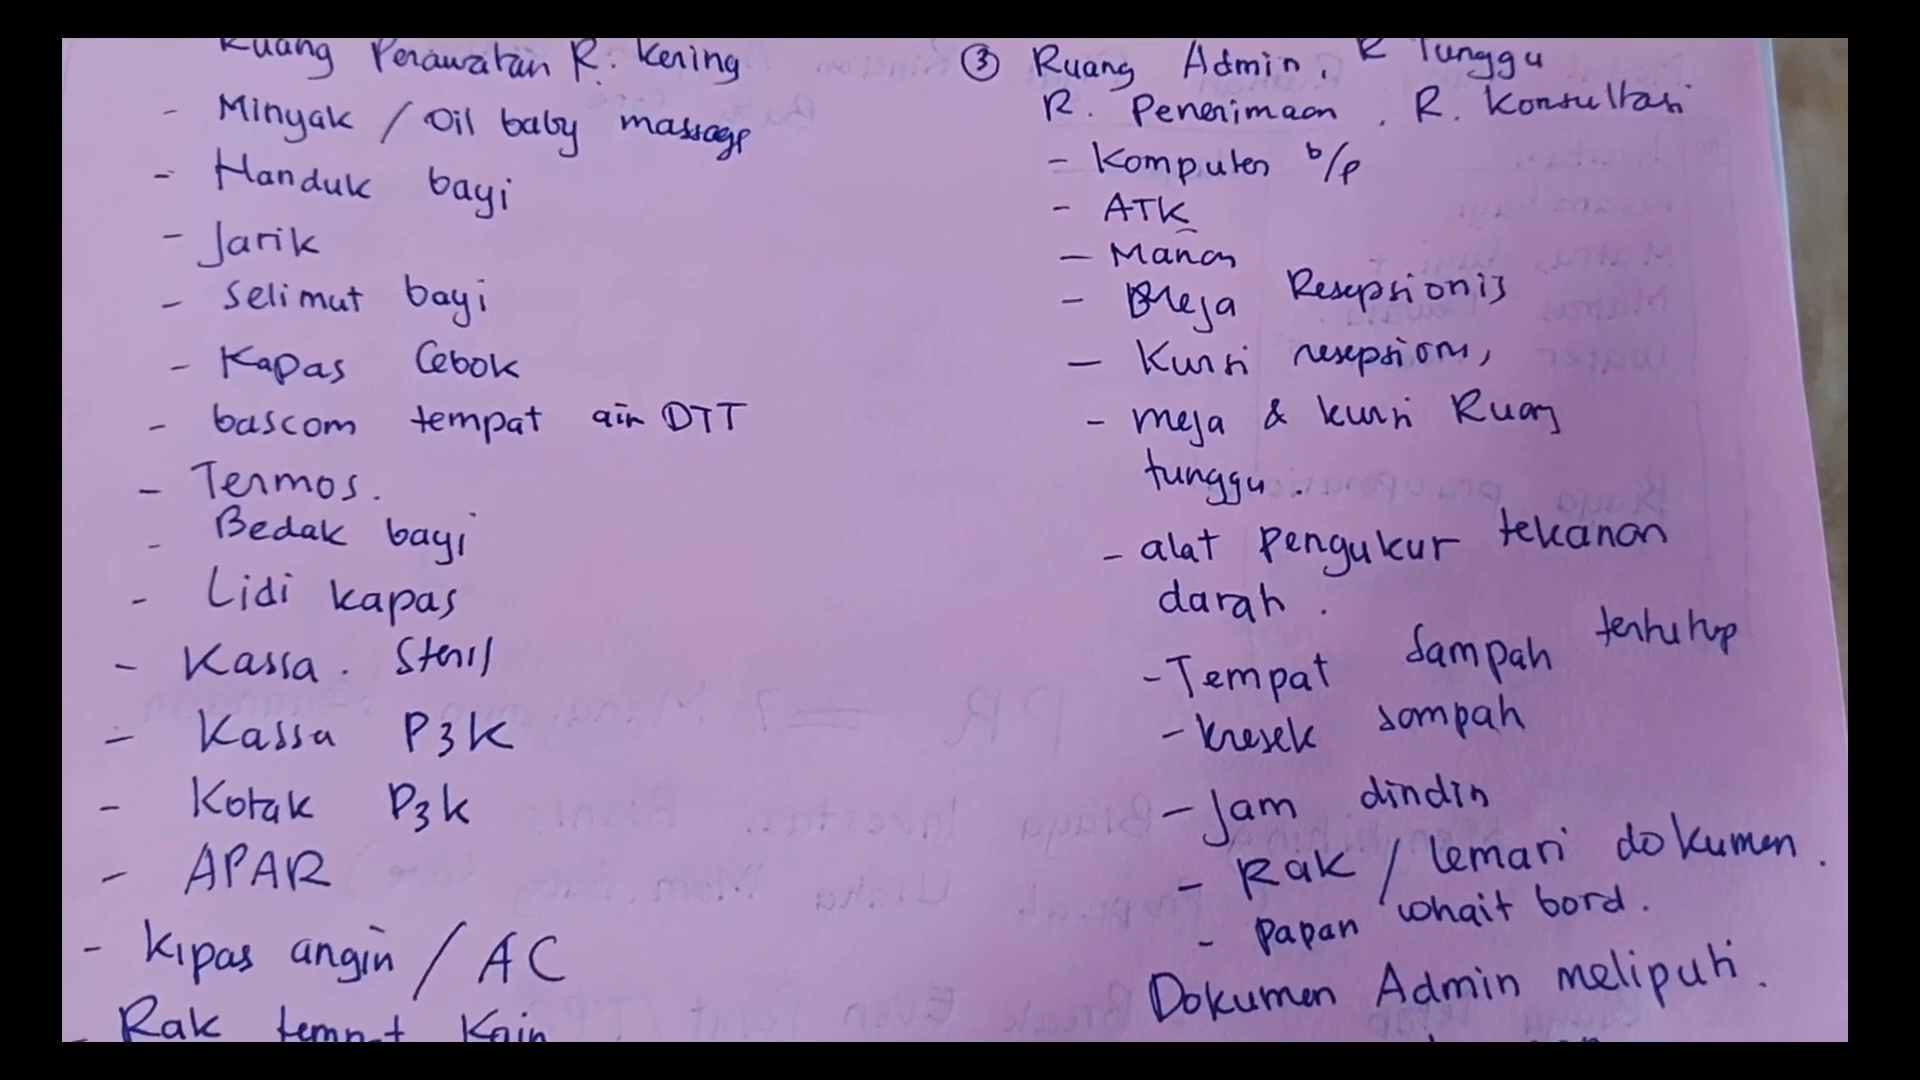 Ruang Perawatan R. Kering
- Minyak / Oil baby massage
- Handuk bayi
- Jarik
- Selimut bayi
- Kapas Cebok
- bascom tempat air DTT
- Termos.
- Bedak bayi
- Lidi kapas
- Kassa. Steril
- Kassa P3K
- Kotak P3K
- APAR
- Kipas angin / AC
- Rak tempat Kain
③ Ruang Admin, R Tunggu
R. Penerimaan, R. Konsultasi
- Komputer b/p
- ATK
- Meja Resepsionis
- Kursi resepsionis,
- meja & kursi Ruang
tunggu.
- alat pengukur tekanan
darah.
- Tempat Sampah tertutup
- kresek sampah
- Jam dindin
- Rak / lemari dokumen.
- papan whait bord.
Dokumen Admin meliputi.